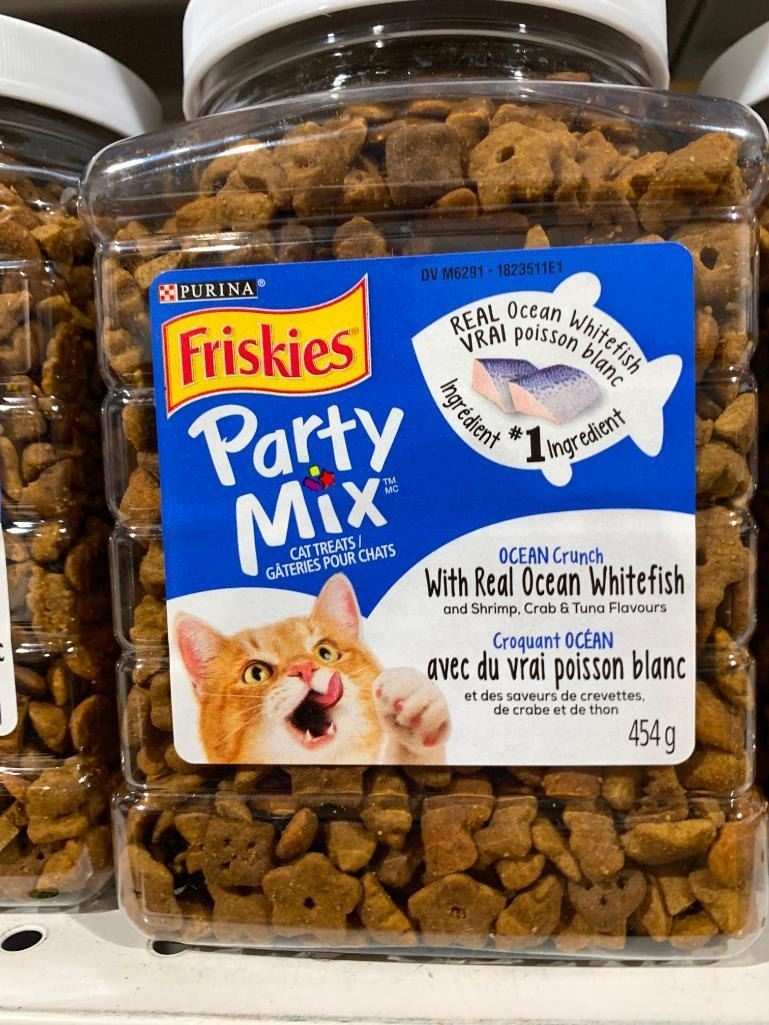 DV M6291 - 1823511E1
PURINA®
Friskies®
Party
Mix TM MC
CAT TREATS /
GÂTERIES POUR CHATS
REAL Ocean Whitefish
VRAI poisson blanc
Ingrédient #1 Ingredient
OCEAN Crunch
With Real Ocean Whitefish
and Shrimp, Crab & Tuna Flavours
Croquant OCÉAN
avec du vrai poisson blanc
et des saveurs de crevettes,
de crabe et de thon
454 g